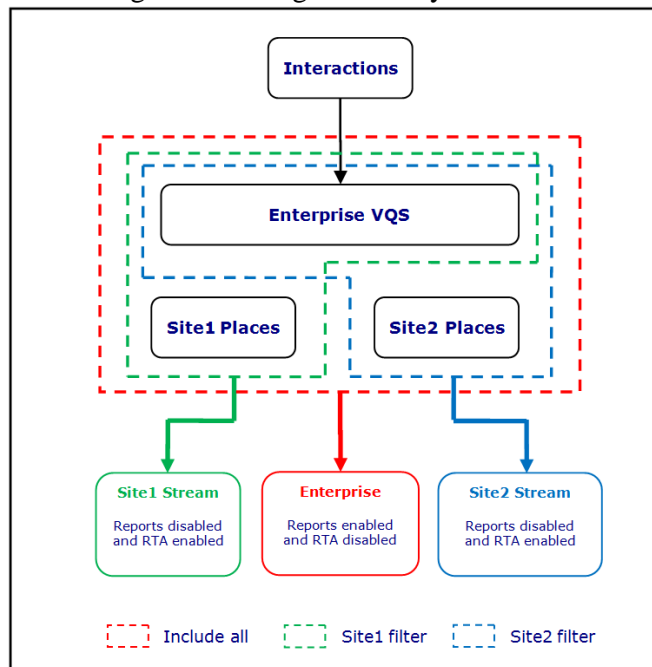 Interactions
Enterprise VQS
Site1 Places
Site2 Places
Site1 Stream
Reports disabled
and RTA enabled
Enterprise
Reports enabled
and RTA disabled
Site2 Stream
Reports disabled
and RTA enabled
Include all
Site1 filter
Site2 filter